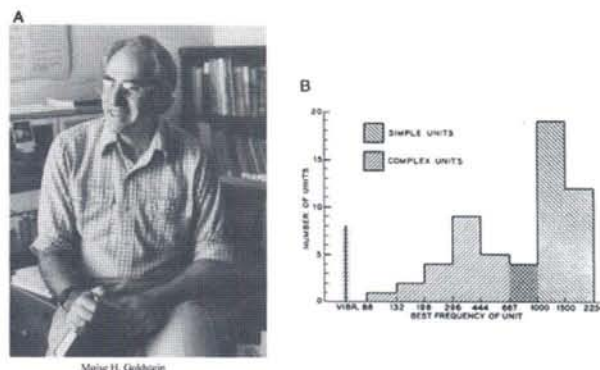 A
B
20
SIMPLE UNITS
15
COMPLEX UNITS
10
NUMBER OF UNITS
5
0
VIBR. 88 132 198 296 444 667 1000 1500 225
BEST FREQUENCY OF UNIT
Moise H. Goldstein